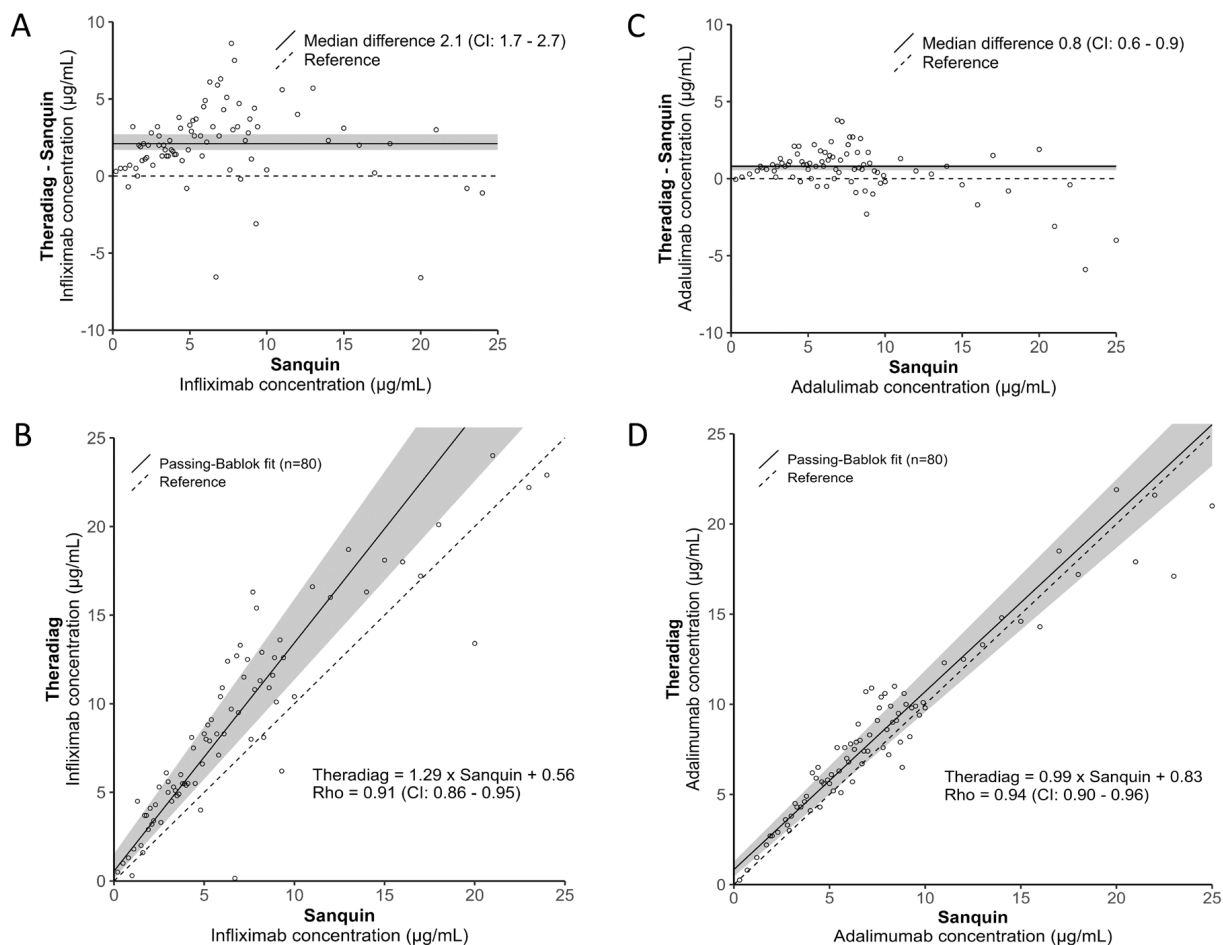 A
Median difference 2.1 (CI: 1.7 - 2.7)
Reference
Theradiag - Sanquin
Infliximab concentration (µg/mL)
10
5
0
-5
-10
0 5 10 15 20 25
Sanquin
Infliximab concentration (µg/mL)
C
Median difference 0.8 (CI: 0.6 - 0.9)
Reference
Theradiag - Sanquin
Adalulimab concentration (µg/mL)
10
5
0
-5
-10
0 5 10 15 20 25
Sanquin
Adalulimab concentration (µg/mL)
B
Passing-Bablok fit (n=80)
Reference
Theradiag
Infliximab concentration (µg/mL)
25
20
15
10
5
0
Theradiag = 1.29 x Sanquin + 0.56
Rho = 0.91 (CI: 0.86 - 0.95)
0 5 10 15 20 25
Sanquin
Infliximab concentration (µg/mL)
D
Passing-Bablok fit (n=80)
Reference
Theradiag
Adalimumab concentration (µg/mL)
25
20
15
10
5
0
Theradiag = 0.99 x Sanquin + 0.83
Rho = 0.94 (CI: 0.90 - 0.96)
0 5 10 15 20 25
Sanquin
Adalimumab concentration (µg/mL)